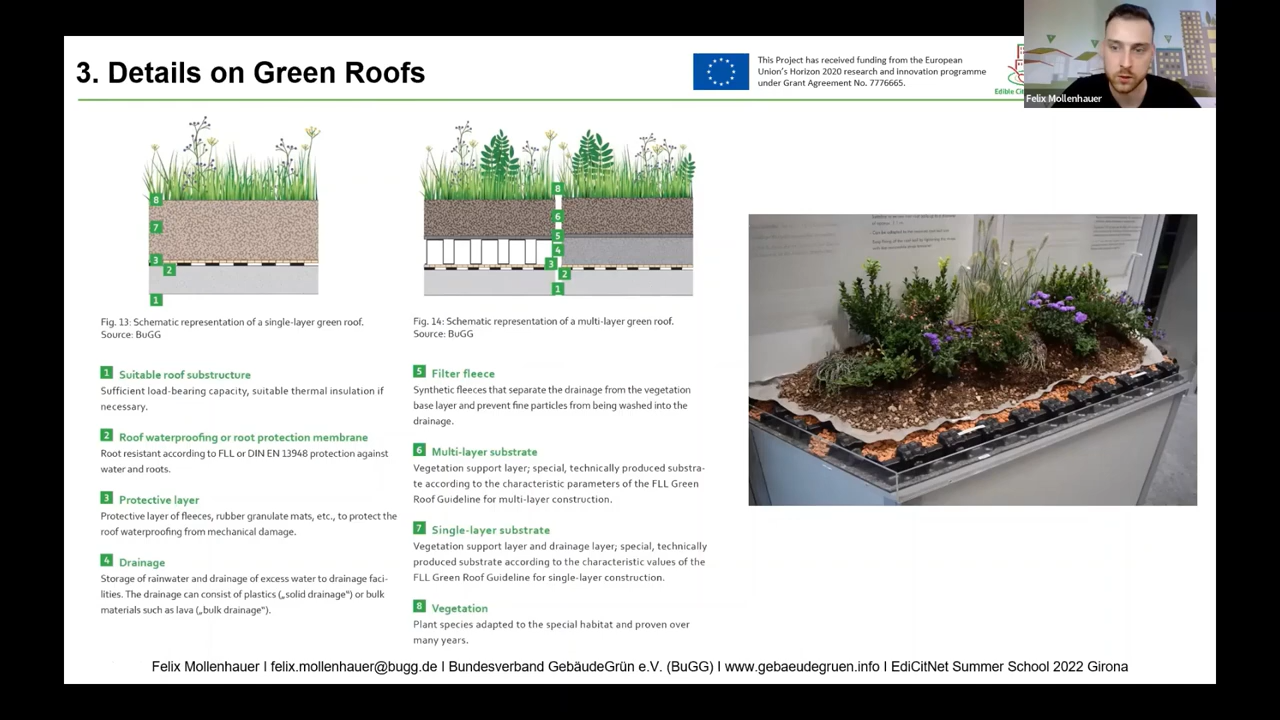 3. Details on Green Roofs
This Project has received funding from the European
Union's Horizon 2020 research and innovation programme
under Grant Agreement No. 7776665.
Felix Mollenhauer
8
7
3
2
1
8
6
5
4
3
2
1
Fig. 13: Schematic representation of a single-layer green roof.
Source: BuGG
Fig. 14: Schematic representation of a multi-layer green roof.
Source: BuGG
1 Suitable roof substructure
Sufficient load-bearing capacity, suitable thermal insulation if
necessary.
2 Roof waterproofing or root protection membrane
Root resistant according to FLL or DIN EN 13948 protection against
water and roots.
3 Protective layer
Protective layer of fleeces, rubber granulate mats, etc., to protect the
roof waterproofing from mechanical damage.
4 Drainage
Storage of rainwater and drainage of excess water to drainage faci-
lities. The drainage can consist of plastics („solid drainage") or bulk
materials such as lava („bulk drainage").
5 Filter fleece
Synthetic fleeces that separate the drainage from the vegetation
base layer and prevent fine particles from being washed into the
drainage.
6 Multi-layer substrate
Vegetation support layer; special, technically produced substra-
te according to the characteristic parameters of the FLL Green
Roof Guideline for multi-layer construction.
7 Single-layer substrate
Vegetation support layer and drainage layer; special, technically
produced substrate according to the characteristic values of the
FLL Green Roof Guideline for single-layer construction.
8 Vegetation
Plant species adapted to the special habitat and proven over
many years.
Felix Mollenhauer I felix.mollenhauer@bugg.de I Bundesverband GebäudeGrün e.V. (BuGG) I www.gebaeudegruen.info I EdiCitNet Summer School 2022 Girona